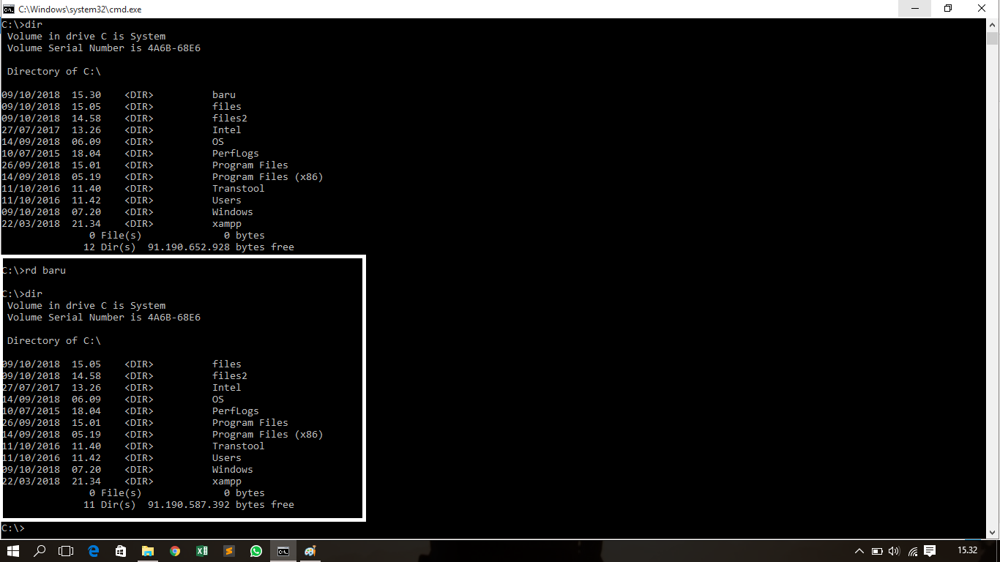 C:\Windows\system32\cmd.exe
C:\>dir
 Volume in drive C is System
 Volume Serial Number is 4A6B-68E6

 Directory of C:\

09/10/2018  15.30    <DIR>          baru
09/10/2018  15.05    <DIR>          files
09/10/2018  14.58    <DIR>          files2
27/07/2017  13.26    <DIR>          Intel
14/09/2018  06.09    <DIR>          OS
10/07/2015  18.04    <DIR>          PerfLogs
26/09/2018  15.01    <DIR>          Program Files
14/09/2018  05.19    <DIR>          Program Files (x86)
11/10/2016  11.40    <DIR>          Transtool
11/10/2016  11.42    <DIR>          Users
09/10/2018  07.20    <DIR>          Windows
22/03/2018  21.34    <DIR>          xampp
               0 File(s)              0 bytes
              12 Dir(s)  91.190.652.928 bytes free

C:\>rd baru

C:\>dir
 Volume in drive C is System
 Volume Serial Number is 4A6B-68E6

 Directory of C:\

09/10/2018  15.05    <DIR>          files
09/10/2018  14.58    <DIR>          files2
27/07/2017  13.26    <DIR>          Intel
14/09/2018  06.09    <DIR>          OS
10/07/2015  18.04    <DIR>          PerfLogs
26/09/2018  15.01    <DIR>          Program Files
14/09/2018  05.19    <DIR>          Program Files (x86)
11/10/2016  11.40    <DIR>          Transtool
11/10/2016  11.42    <DIR>          Users
09/10/2018  07.20    <DIR>          Windows
22/03/2018  21.34    <DIR>          xampp
               0 File(s)              0 bytes
              11 Dir(s)  91.190.587.392 bytes free

C:\>
15.32